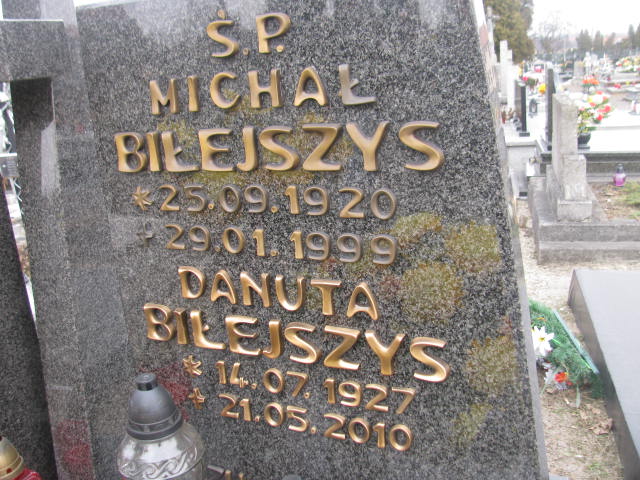 Ś.P.
MICHAŁ
BIŁEJSZYS
* 25.09.1920
+ 29.01.1999
DANUTA
BIŁEJSZYS
* 14.07.1927
+ 21.05.2010